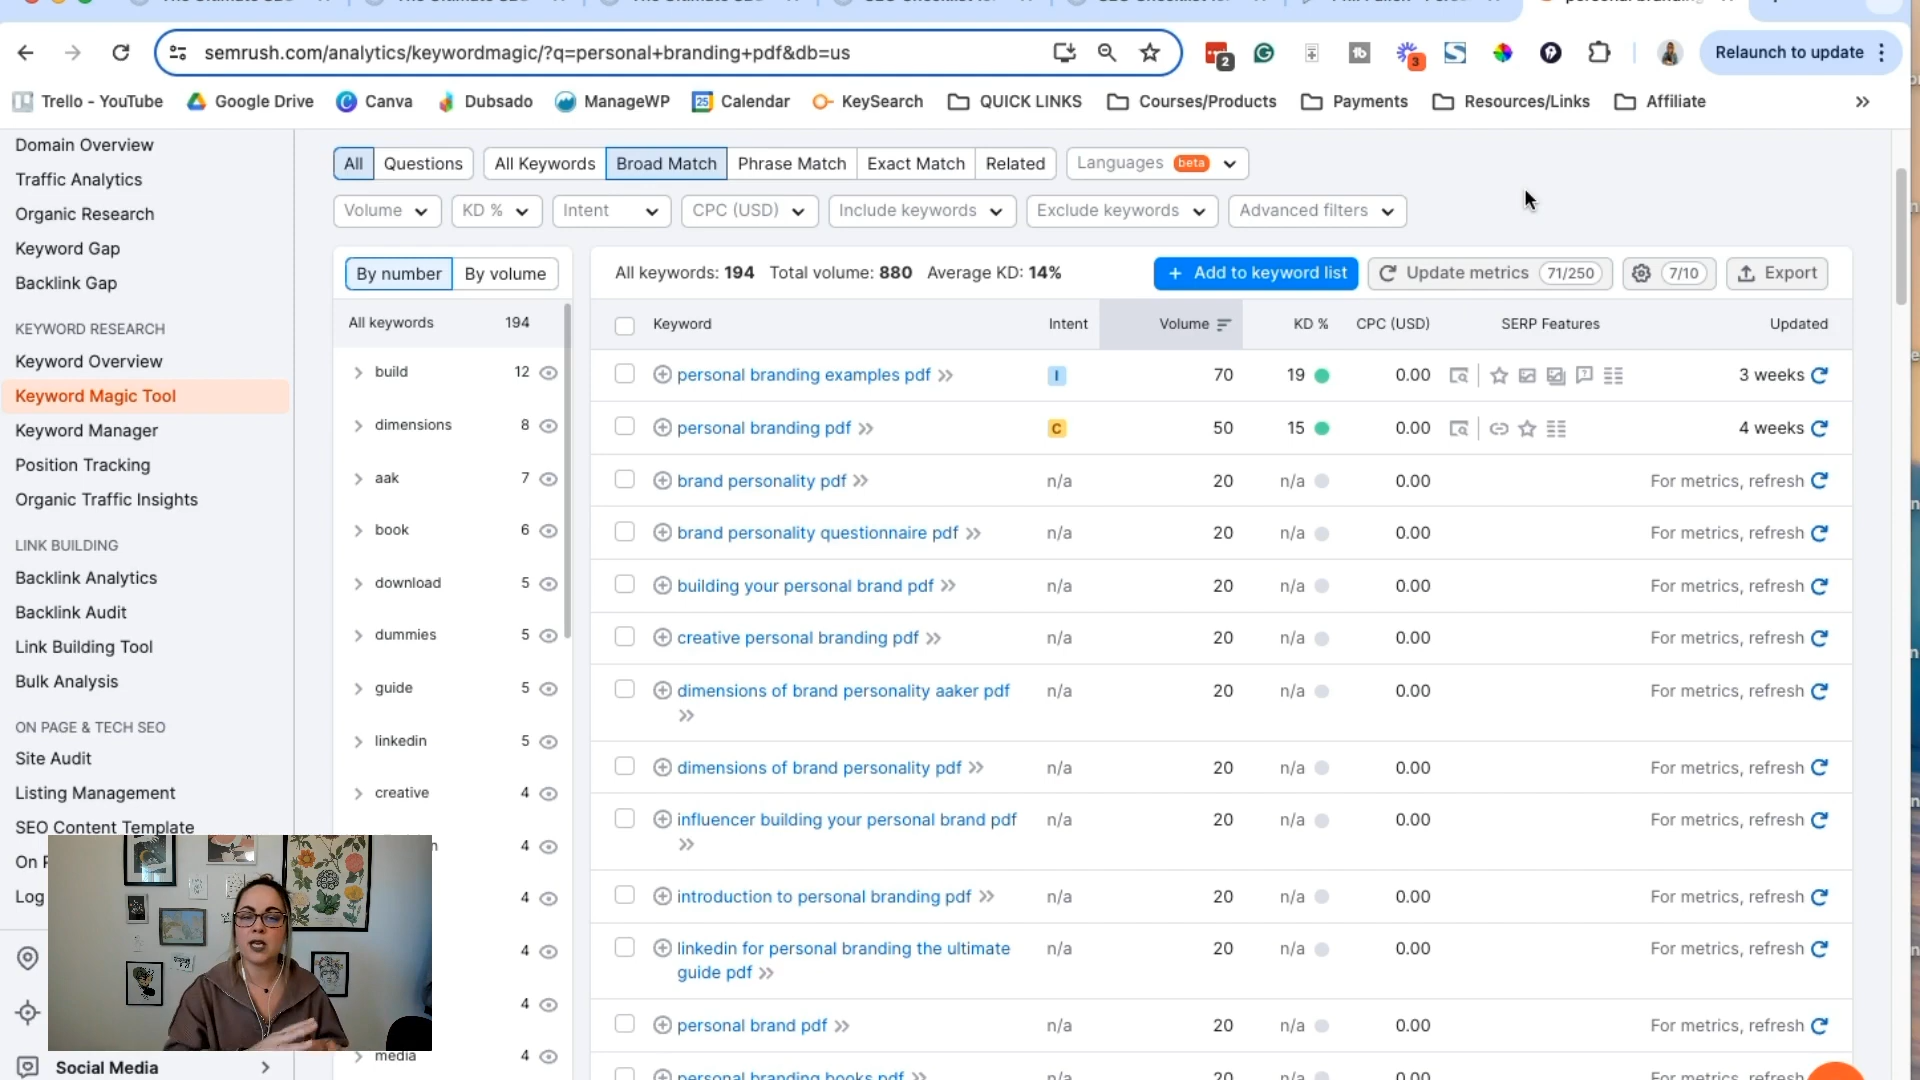 semrush.com/analytics/keywordmagic/?q=personal+branding+pdf&db=us
2
3
Relaunch to update
Trello - YouTube
Google Drive
Canva
Dubsado
ManageWP
25 Calendar
KeySearch
QUICK LINKS
Courses/Products
Payments
Resources/Links
Affiliate
Domain Overview
Traffic Analytics
Organic Research
Keyword Gap
Backlink Gap
KEYWORD RESEARCH
Keyword Overview
Keyword Magic Tool
Keyword Manager
Position Tracking
Organic Traffic Insights
LINK BUILDING
Backlink Analytics
Backlink Audit
Link Building Tool
Bulk Analysis
ON PAGE & TECH SEO
Site Audit
Listing Management
SEO Content Template
Log
Social Media
All Questions
All Keywords Broad Match Phrase Match Exact Match Related
Languages beta
Volume
KD %
Intent
CPC (USD)
Include keywords
Exclude keywords
Advanced filters
By number By volume
All keywords 194
build 12
dimensions 8
aak 7
book 6
download 5
dummies 5
guide 5
linkedin 5
creative 4
4
4
4
4
media 4
All keywords: 194 Total volume: 880 Average KD: 14%
+ Add to keyword list
Update metrics 71/250
7/10
Export
Keyword Intent Volume KD % CPC (USD) SERP Features Updated
personal branding examples pdf I 70 19 0.00 3 weeks
personal branding pdf C 50 15 0.00 4 weeks
brand personality pdf n/a 20 n/a 0.00 For metrics, refresh
brand personality questionnaire pdf n/a 20 n/a 0.00 For metrics, refresh
building your personal brand pdf n/a 20 n/a 0.00 For metrics, refresh
creative personal branding pdf n/a 20 n/a 0.00 For metrics, refresh
dimensions of brand personality aaker pdf n/a 20 n/a 0.00 For metrics, refresh
dimensions of brand personality pdf n/a 20 n/a 0.00 For metrics, refresh
influencer building your personal brand pdf n/a 20 n/a 0.00 For metrics, refresh
introduction to personal branding pdf n/a 20 n/a 0.00 For metrics, refresh
linkedin for personal branding the ultimate n/a 20 n/a 0.00 For metrics, refresh
guide pdf
personal brand pdf n/a 20 n/a 0.00 For metrics, refresh
personal branding books pdf n/a 20 n/a 0.00 For metrics, refresh